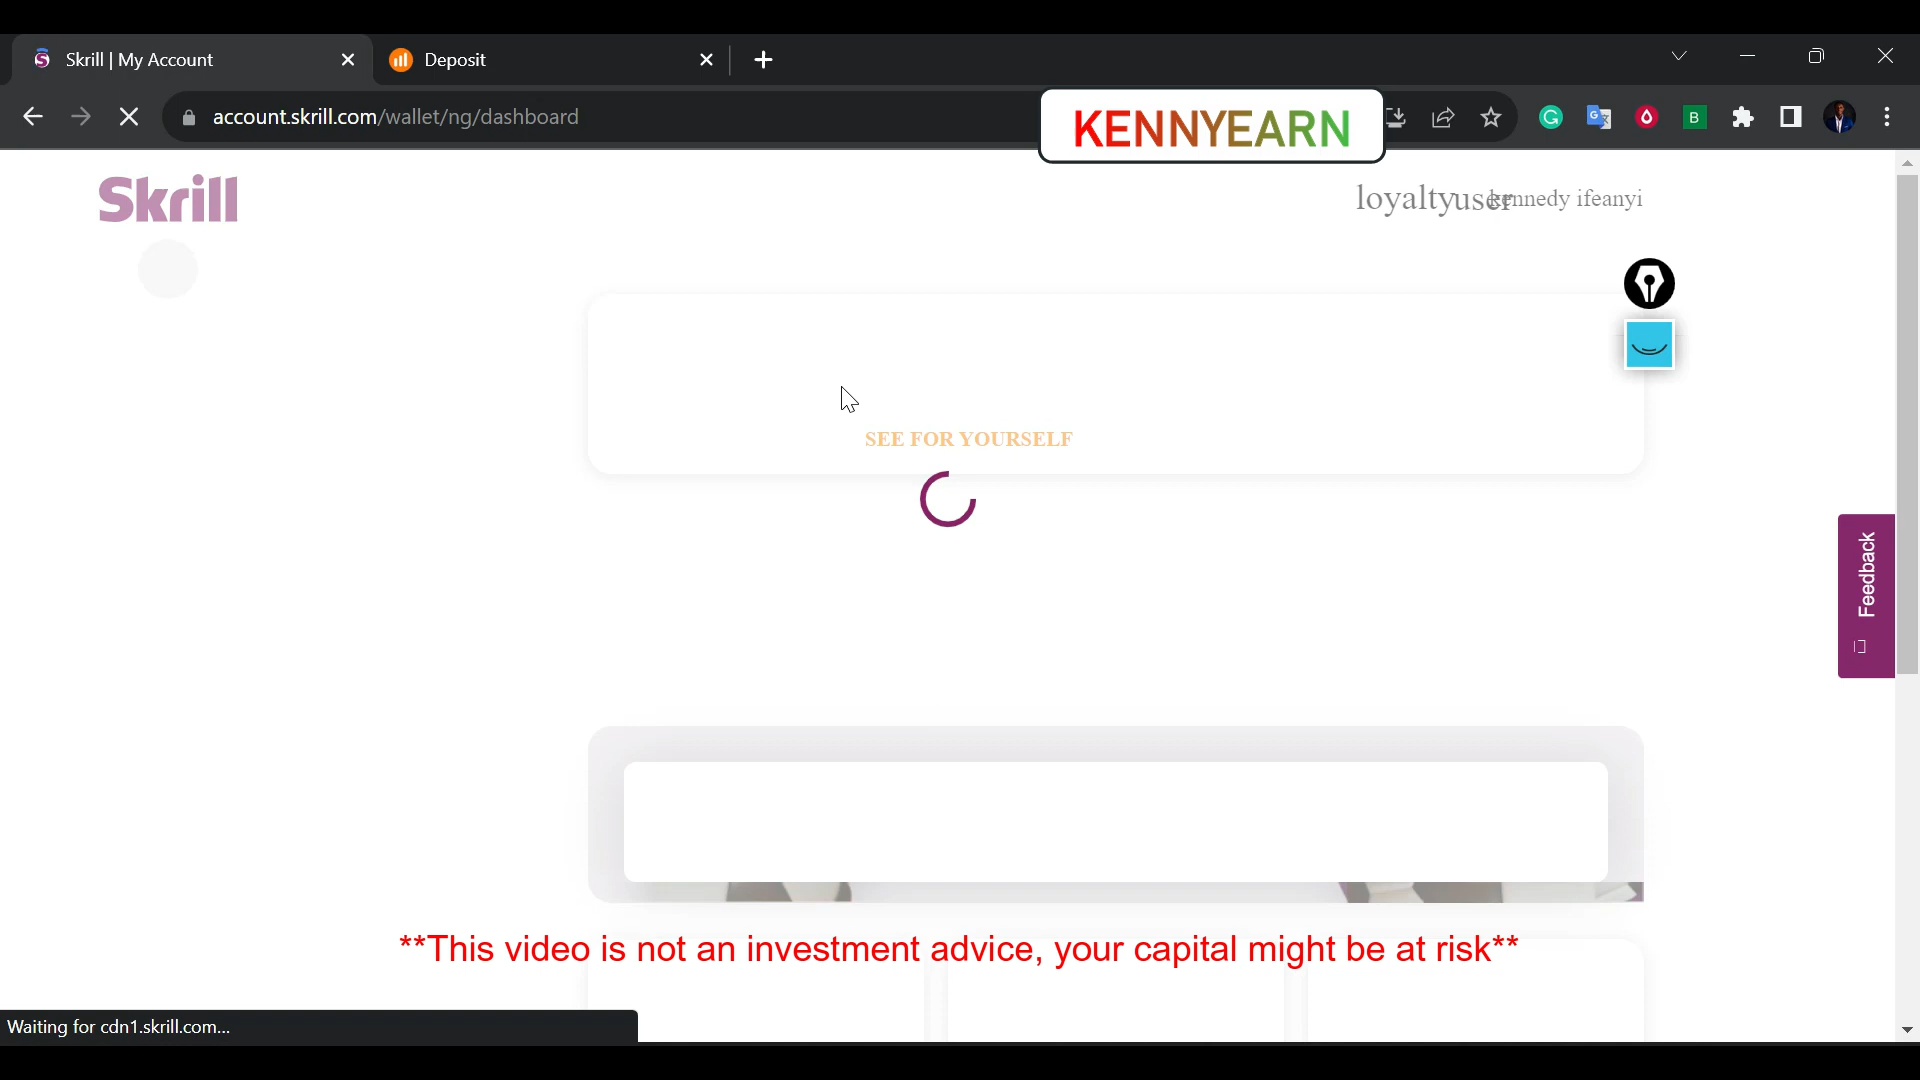 Skrill | My Account
Deposit
account.skrill.com/wallet/ng/dashboard
KENNYEARN
B
Skrill
loyaltyuser
kennedy ifeanyi
SEE FOR YOURSELF
Feedback
**This video is not an investment advice, your capital might be at risk**
Waiting for cdn1.skrill.com...